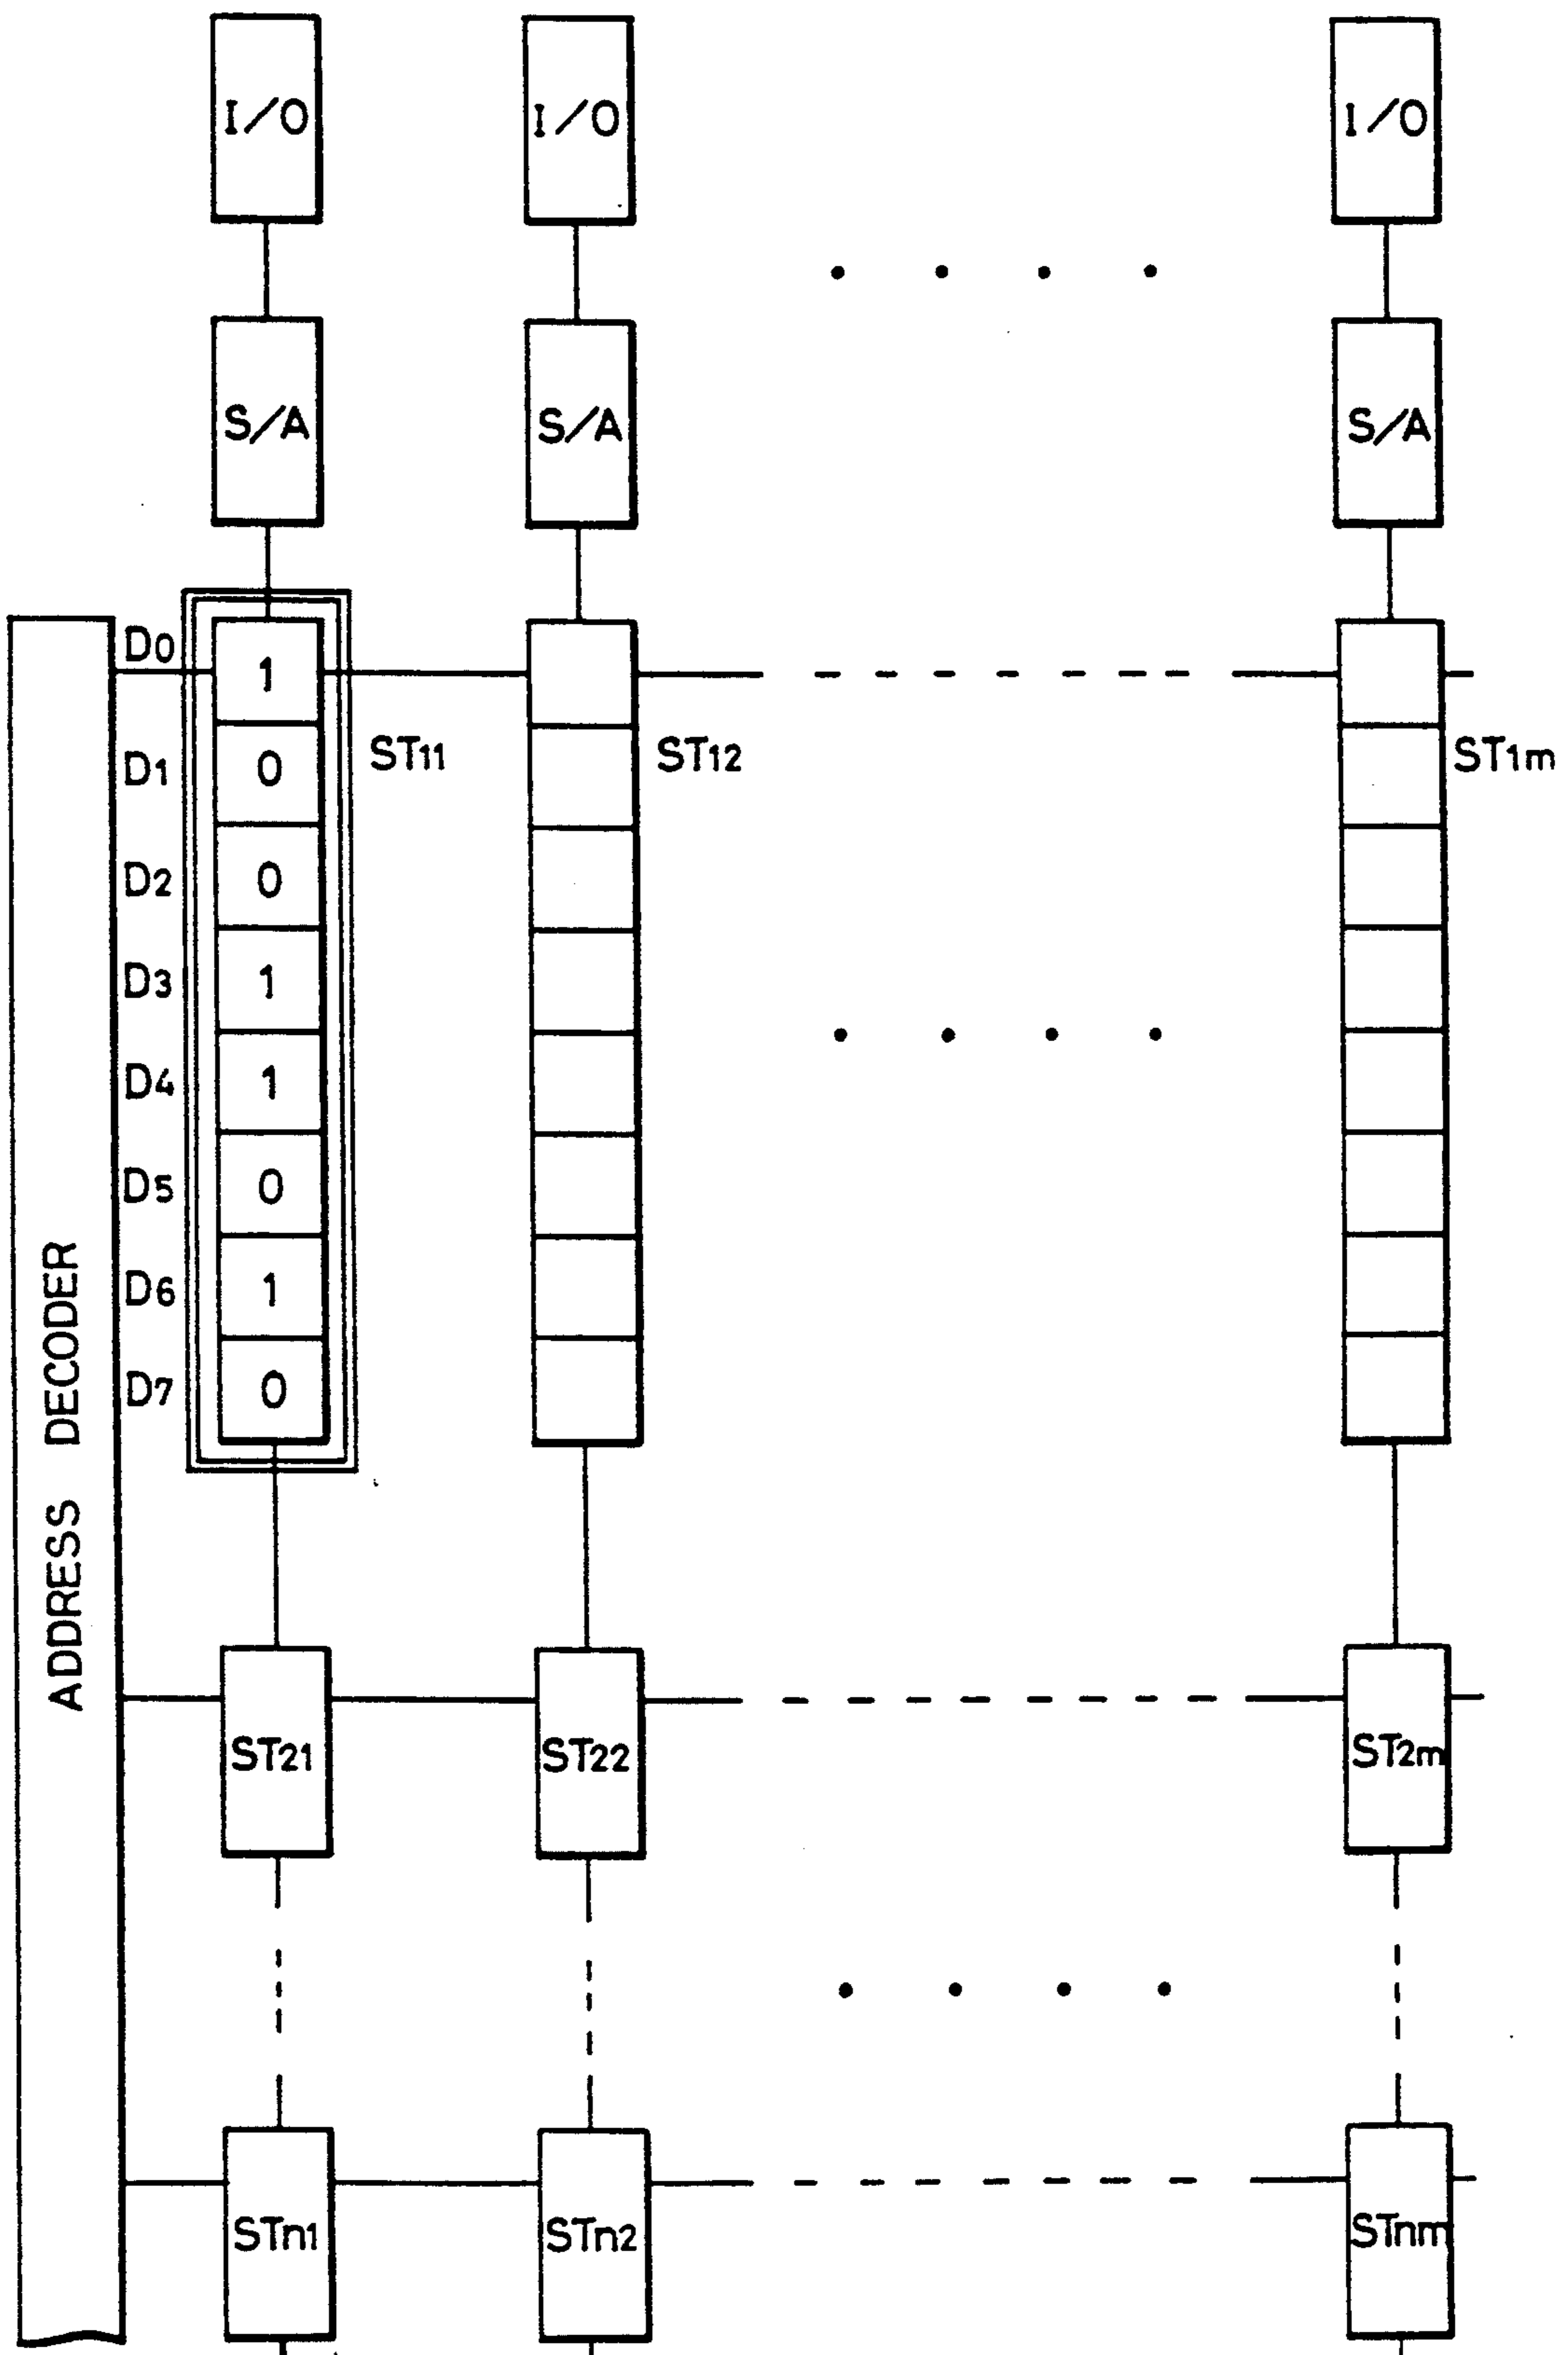 I/O I/O I/O
S/A S/A S/A
D0 1
ST11 ST12 ST1m
D1 0
D2 0
D3 1
D4 1
D5 0
D6 1
D7 0
ADDRESS DECODER
ST21 ST22 ST2m
STn1 STn2 STnm